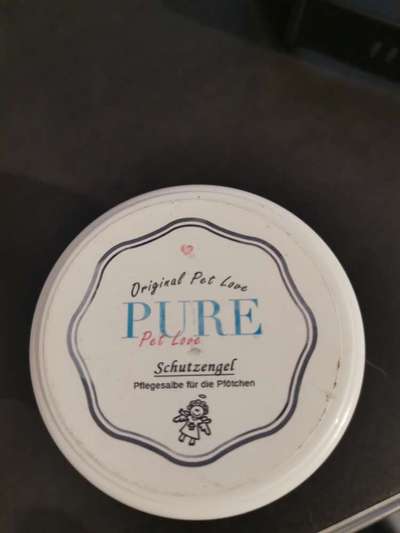 Original Pet Love
PURE
Pet Love
Schutzengel
Pflegesalbe für die Pfötchen